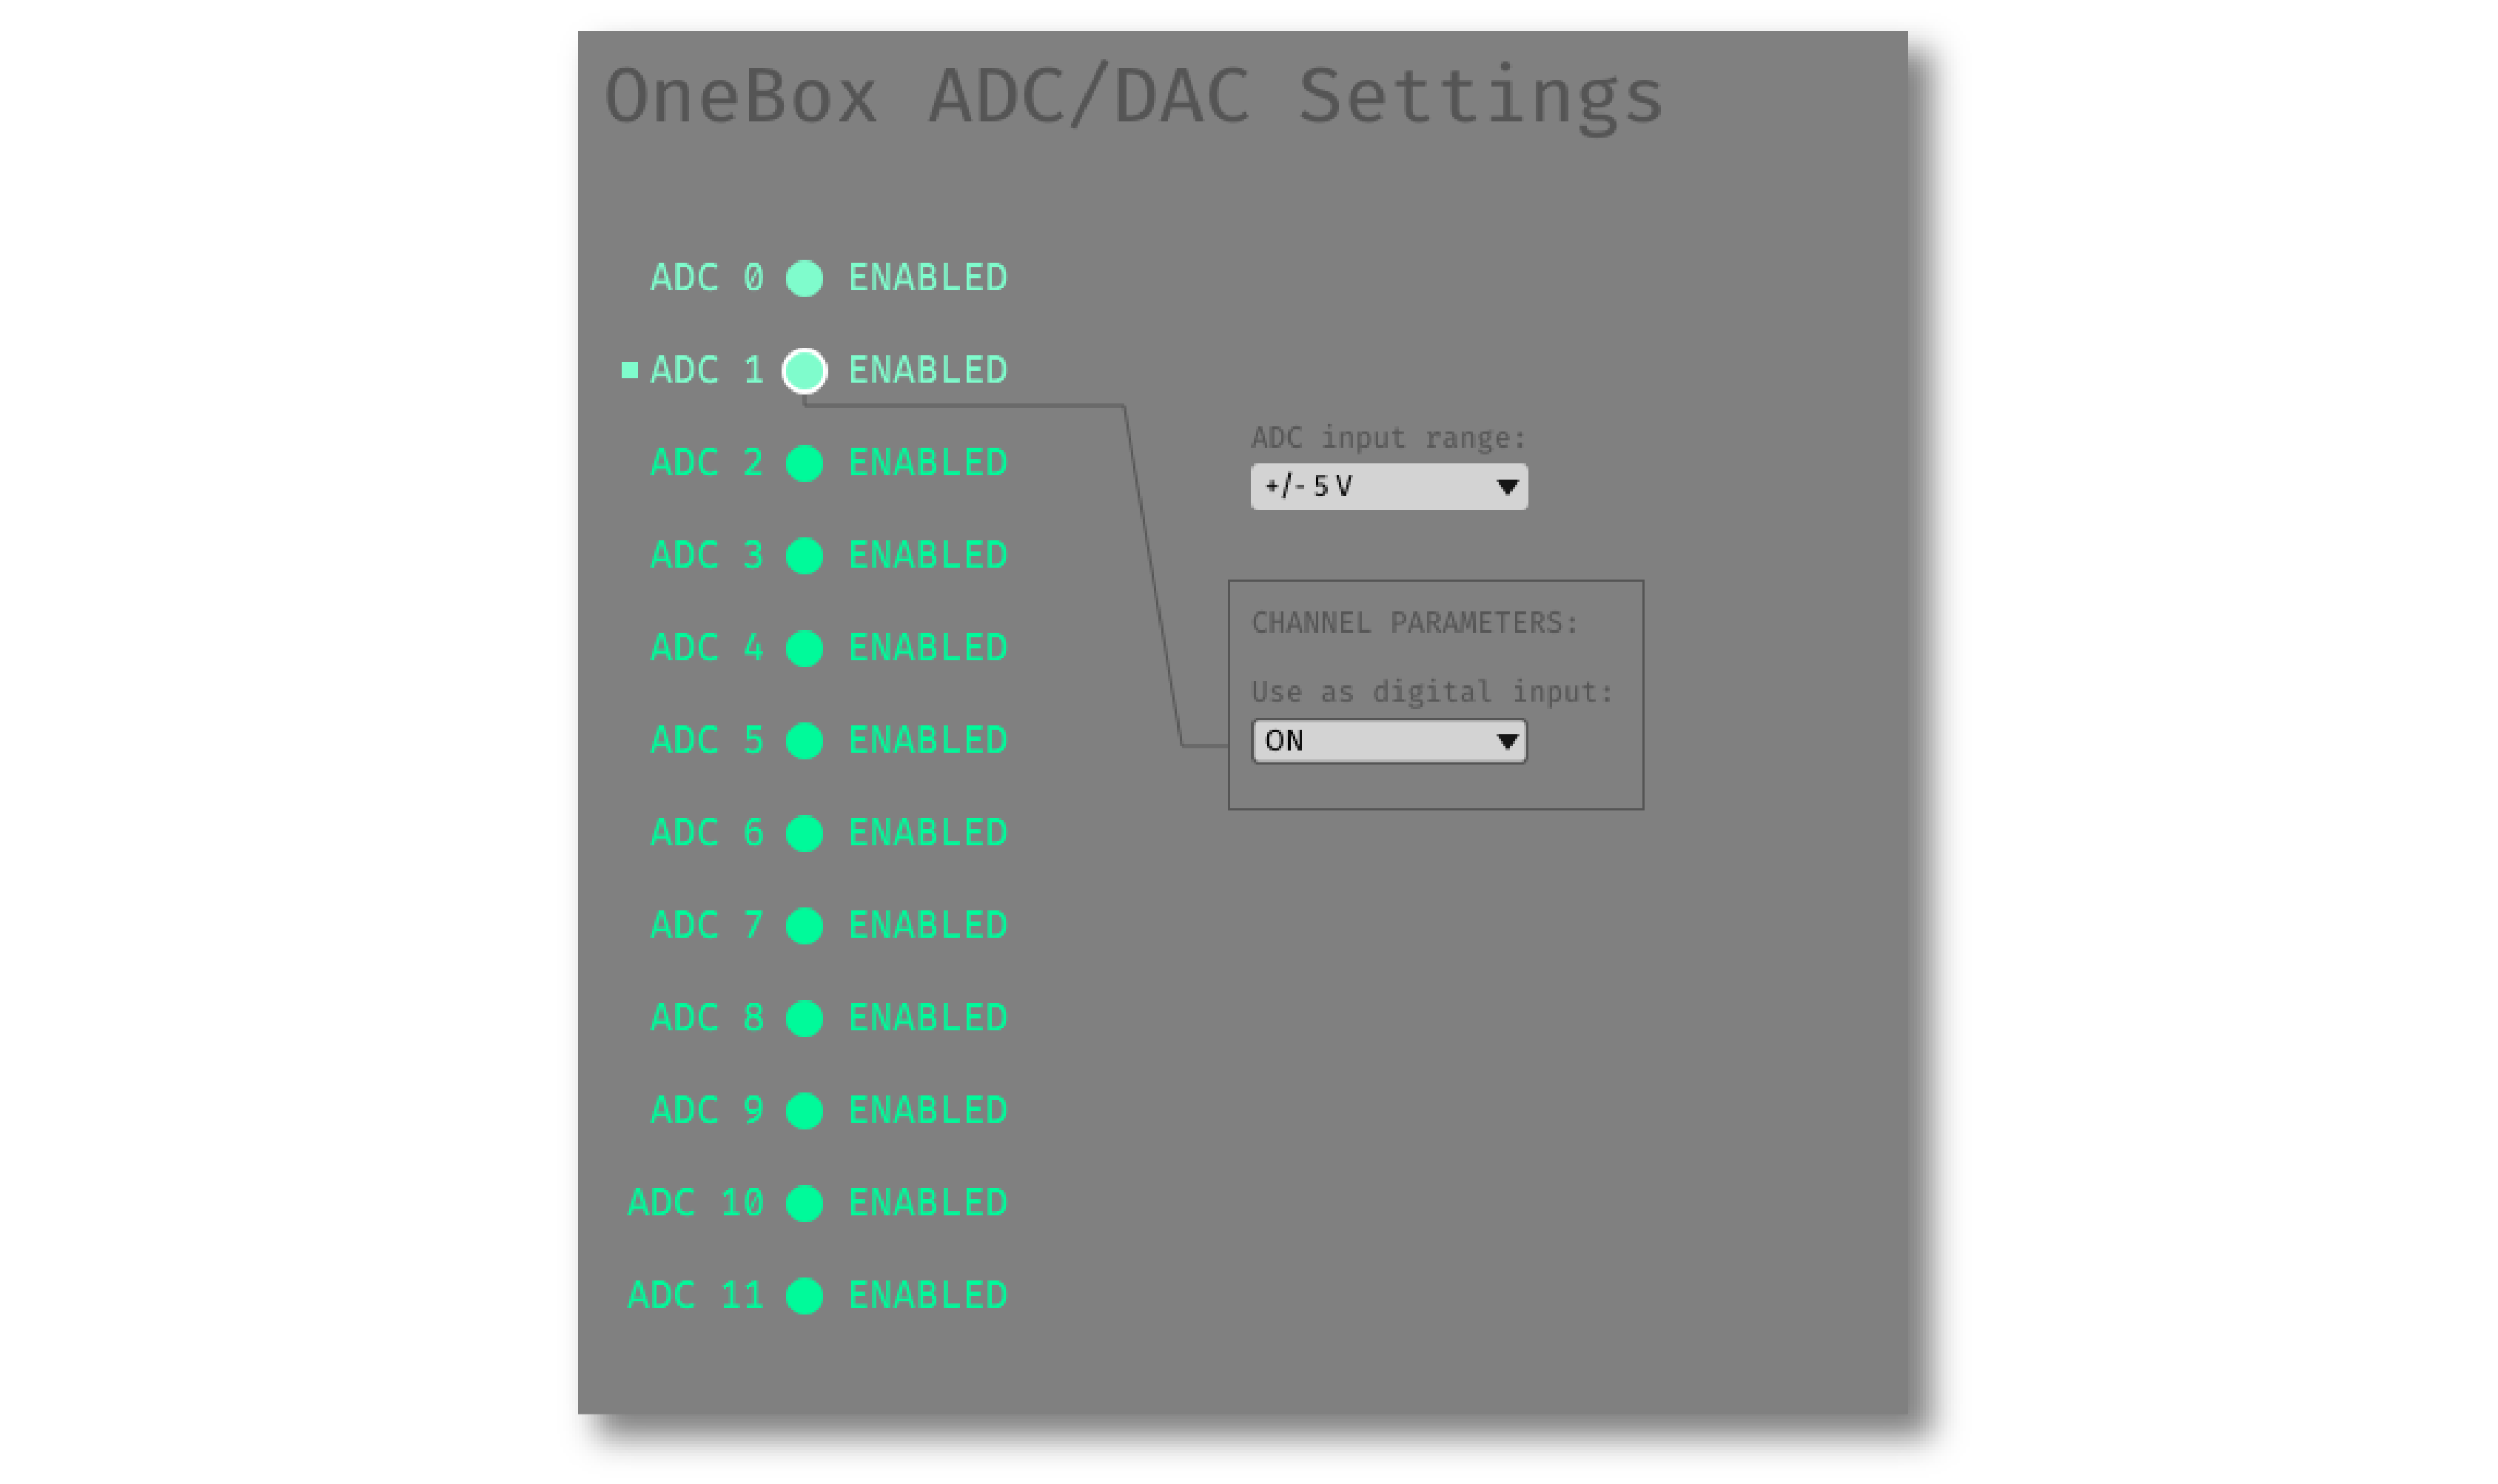 OneBox ADC/DAC Settings
ADC 0 ENABLED
ADC 1 ENABLED
ADC 2 ENABLED
ADC 3 ENABLED
ADC 4 ENABLED
ADC 5 ENABLED
ADC 6 ENABLED
ADC 7 ENABLED
ADC 8 ENABLED
ADC 9 ENABLED
ADC 10 ENABLED
ADC 11 ENABLED
ADC input range:
+/- 5 V
CHANNEL PARAMETERS:
Use as digital input:
ON